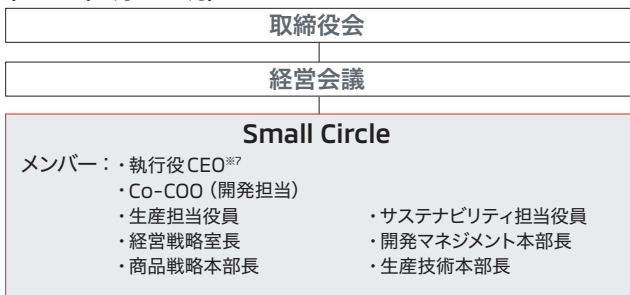 取締役会
経営会議
Small Circle
メンバー：・執行役CEO※7
・Co-COO（開発担当）
・生産担当役員 ・サステナビリティ担当役員
・経営戦略室長 ・開発マネジメント本部長
・商品戦略本部長 ・生産技術本部長